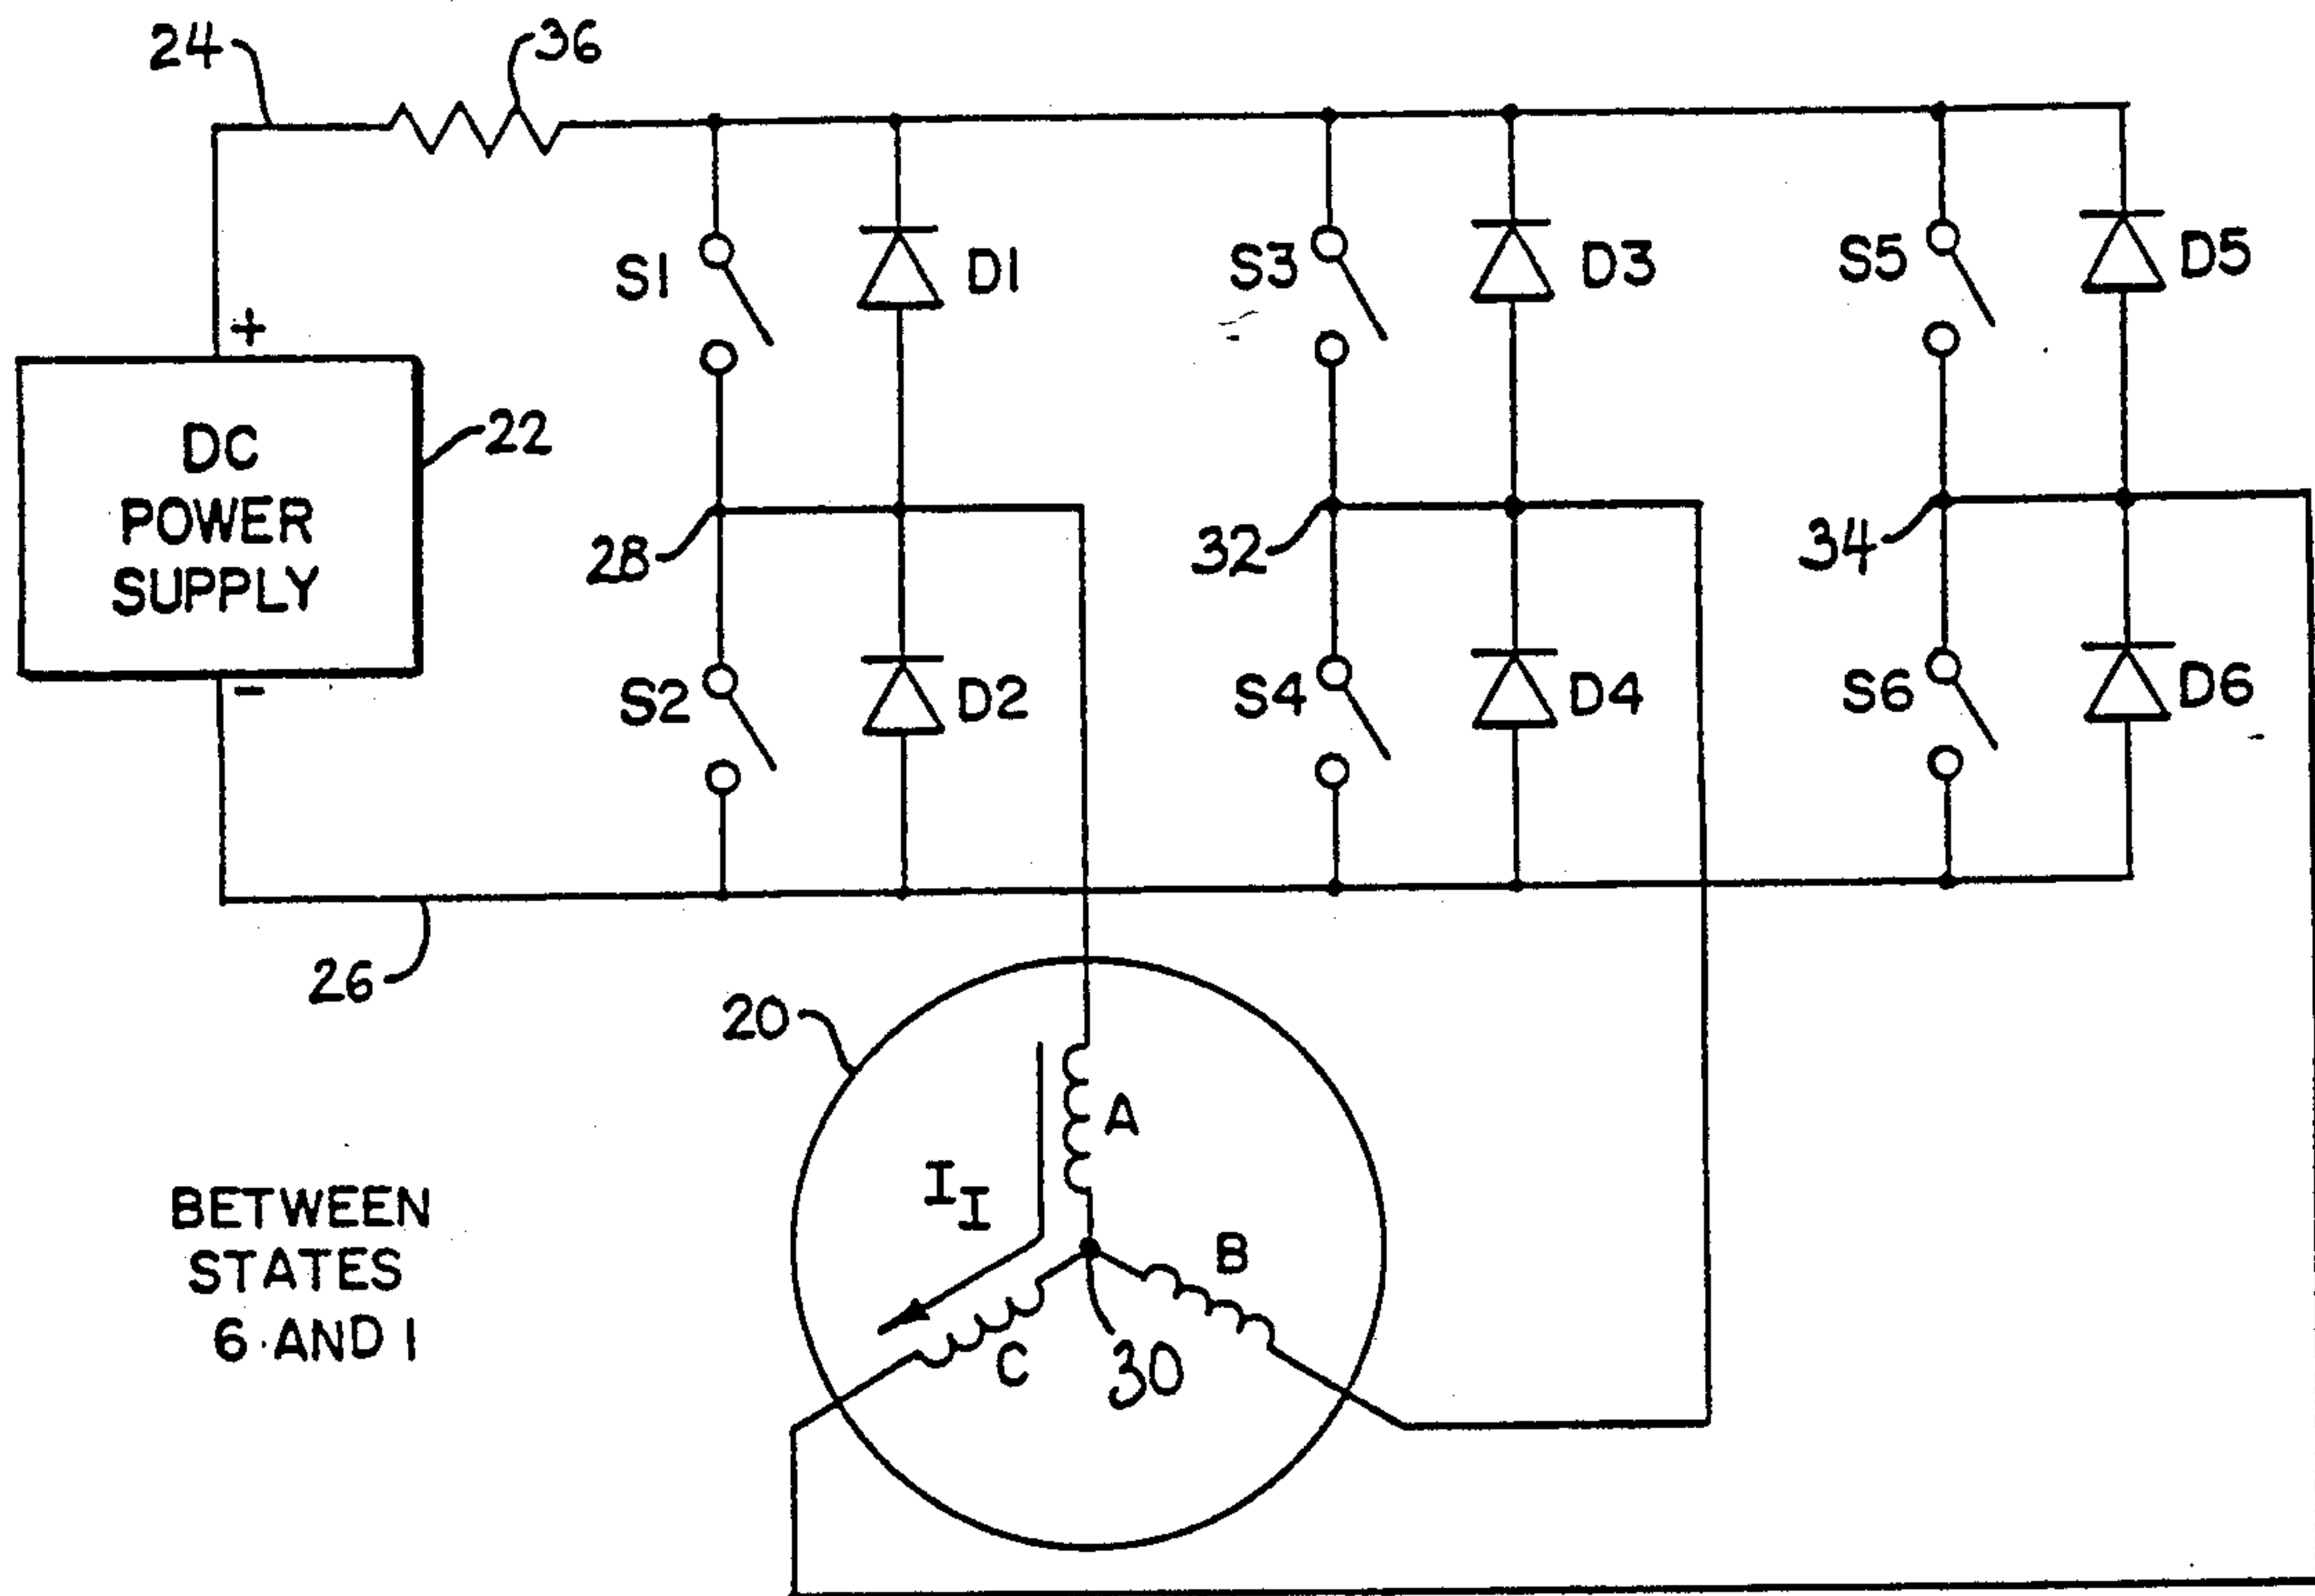 24
36
+
DC
POWER
SUPPLY
22
-
S1
D1
S3
D3
S5
D5
28
32
34
S2
D2
S4
D4
S6
D6
26
20
A
I I
B
C
30
BETWEEN
STATES
6 AND 1